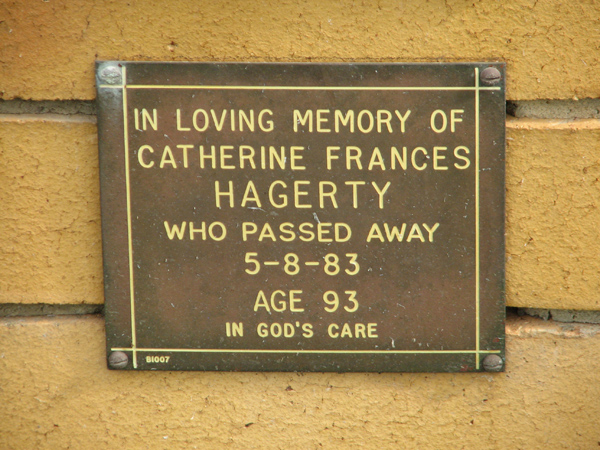 IN LOVING MEMORY OF
CATHERINE FRANCES
HAGERTY
WHO PASSED AWAY
5-8-83
AGE 93
IN GOD'S CARE
81007